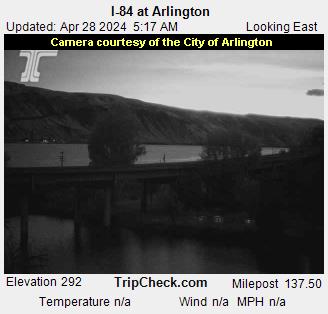 I-84 at Arlington
Updated: Apr 28 2024 5:17 AM Looking East
Camera courtesy of the City of Arlington
Elevation 292 TripCheck.com Milepost 137.50
Temperature n/a Wind n/a MPH n/a